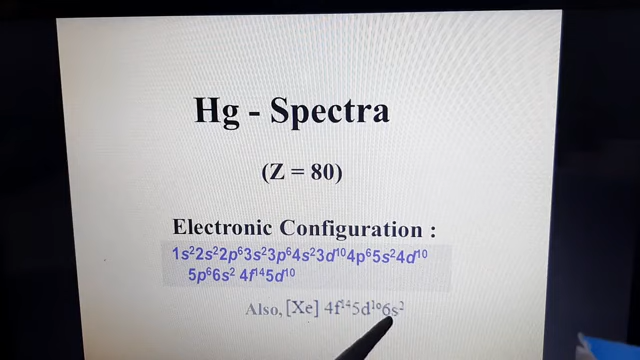 Hg - Spectra
(Z = 80)
Electronic Configuration :
1s²2s²2p⁶3s²3p⁶4s²3d¹⁰4p⁶5s²4d¹⁰
5p⁶6s² 4f¹⁴5d¹⁰
Also, [Xe] 4f¹⁴5d¹⁰6s²